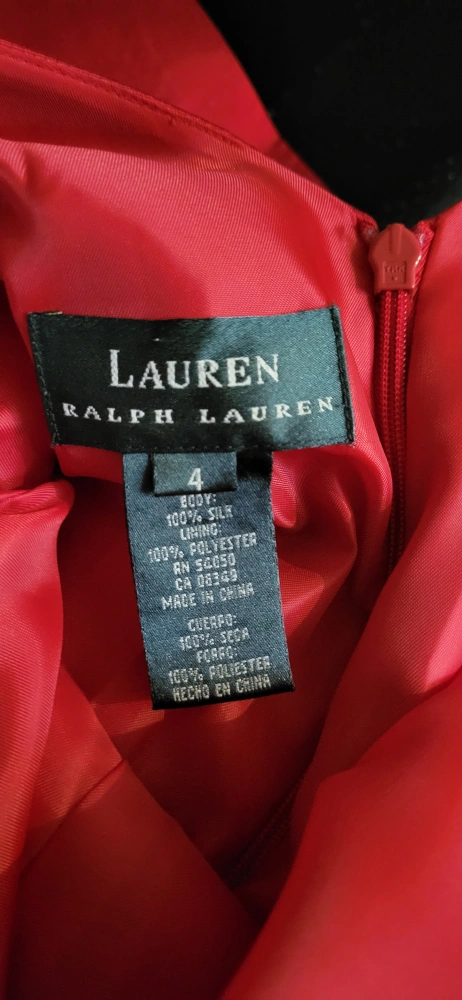 LAUREN
RALPH LAUREN
4
BODY:
100% SILK
LINING:
100% POLYESTER
RN 54050
CA 08349
MADE IN CHINA
CUERPO:
100% SEDA
FORRO:
100% POLIESTER
HECHO EN CHINA